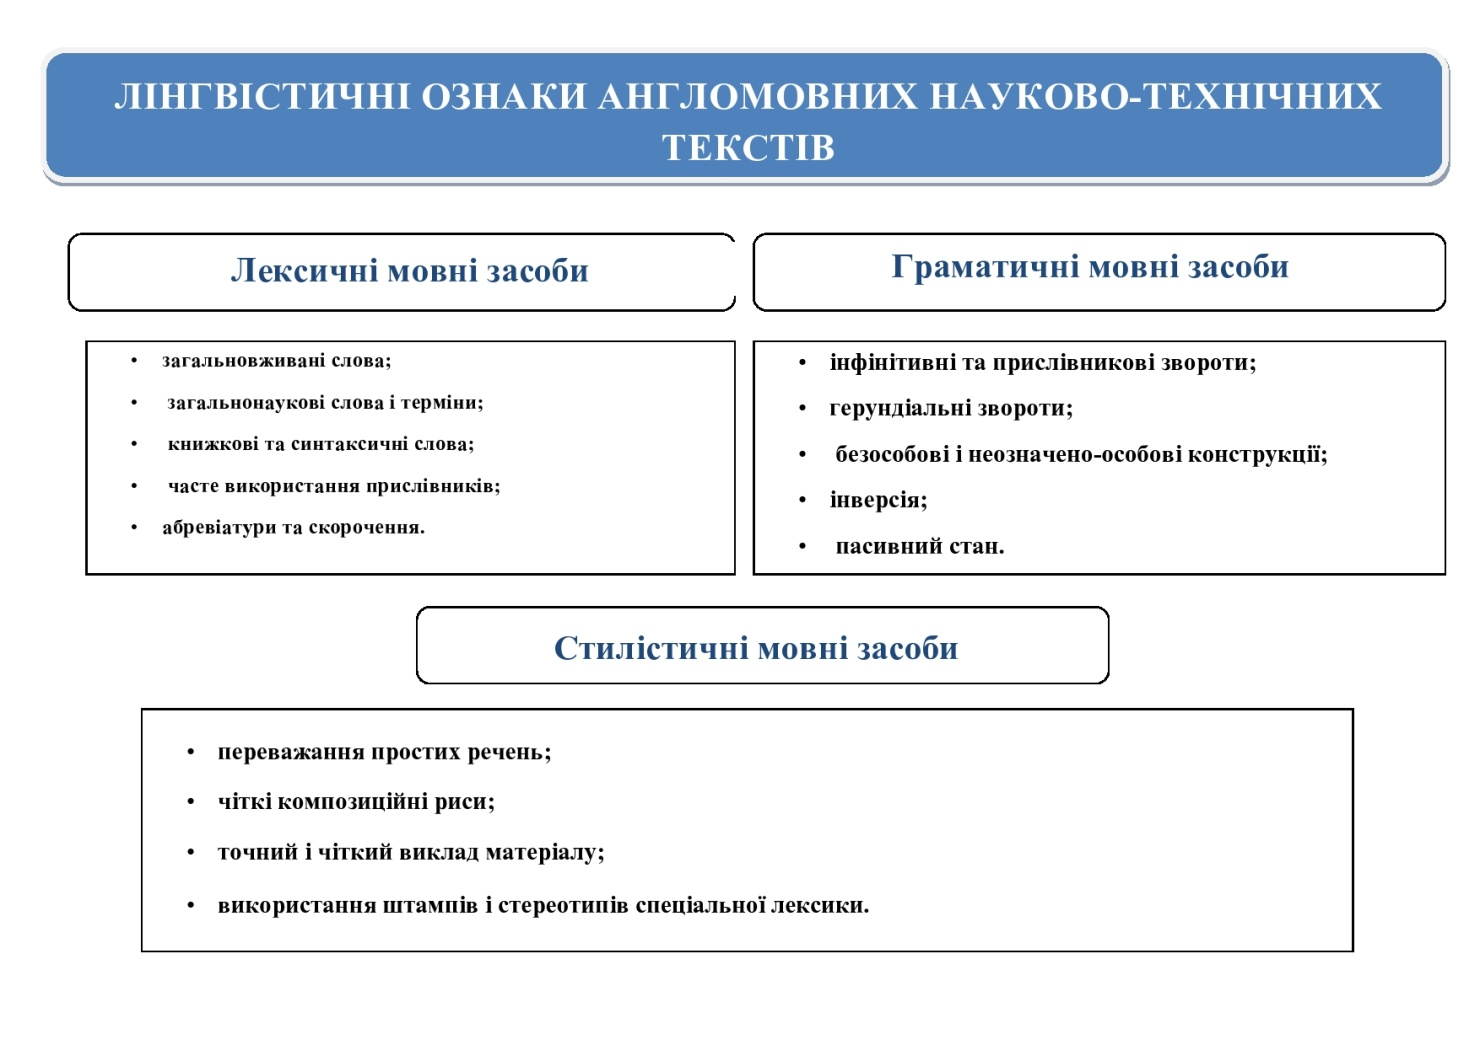 ЛІНГВІСТИЧНІ ОЗНАКИ АНГЛОМОВНИХ НАУКОВО-ТЕХНІЧНИХ
ТЕКСТІВ
Лексичні мовні засоби
• загальновживані слова;
• загальнонаукові слова і терміни;
• книжкові та синтаксичні слова;
• часте використання прислівників;
• абревіатури та скорочення.
Граматичні мовні засоби
• інфінітивні та прислівникові звороти;
• герундіальні звороти;
• безособові і неозначено-особові конструкції;
• інверсія;
• пасивний стан.
Стилістичні мовні засоби
• переважання простих речень;
• чіткі композиційні риси;
• точний і чіткий виклад матеріалу;
• використання штампів і стереотипів спеціальної лексики.